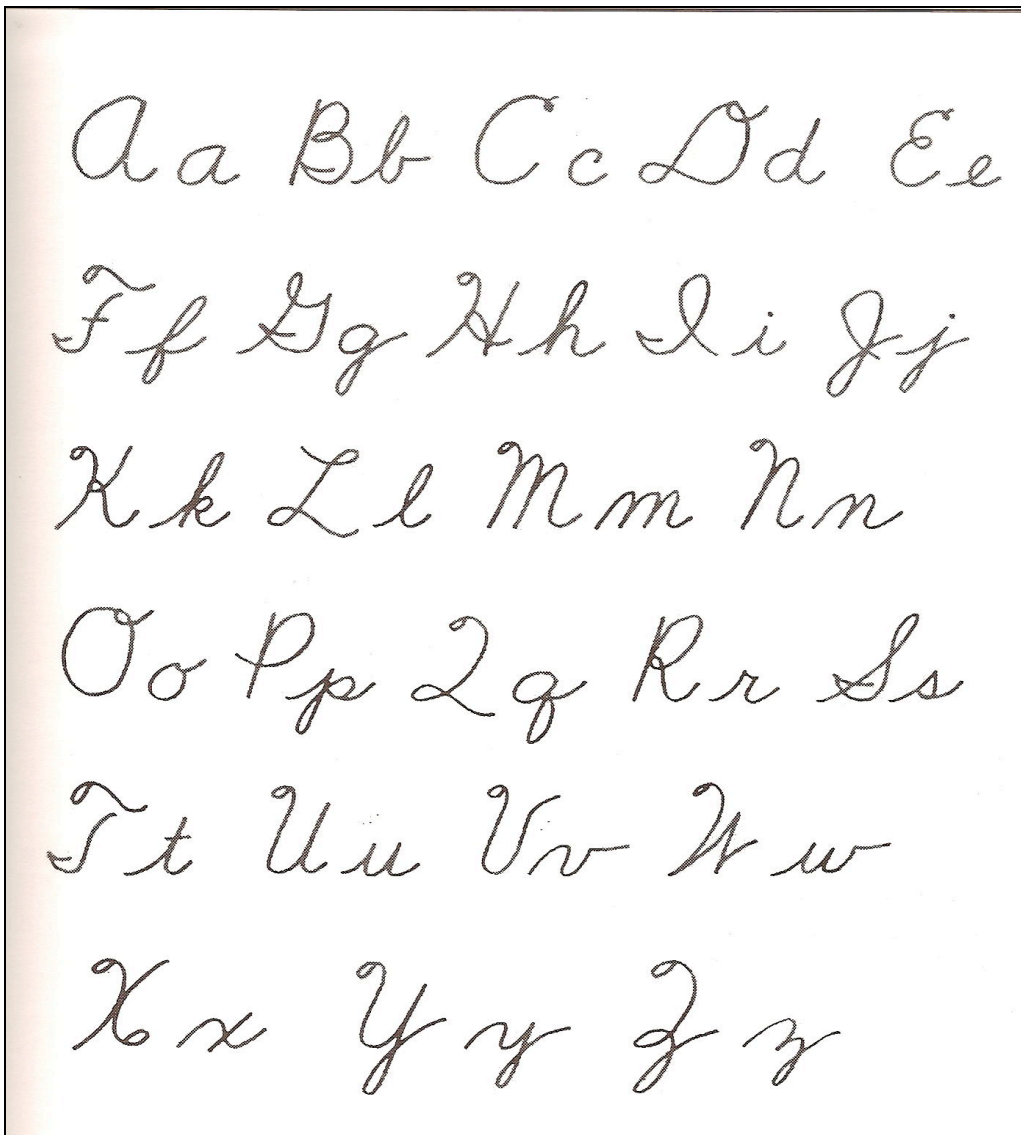 Aa Bb Cc Dd Ee
Ff Gg Hh Ii Jj
Kk Ll Mm Nn
Oo Pp Qq Rr Ss
Tt Uu Vv Ww
Xx Yy Zz